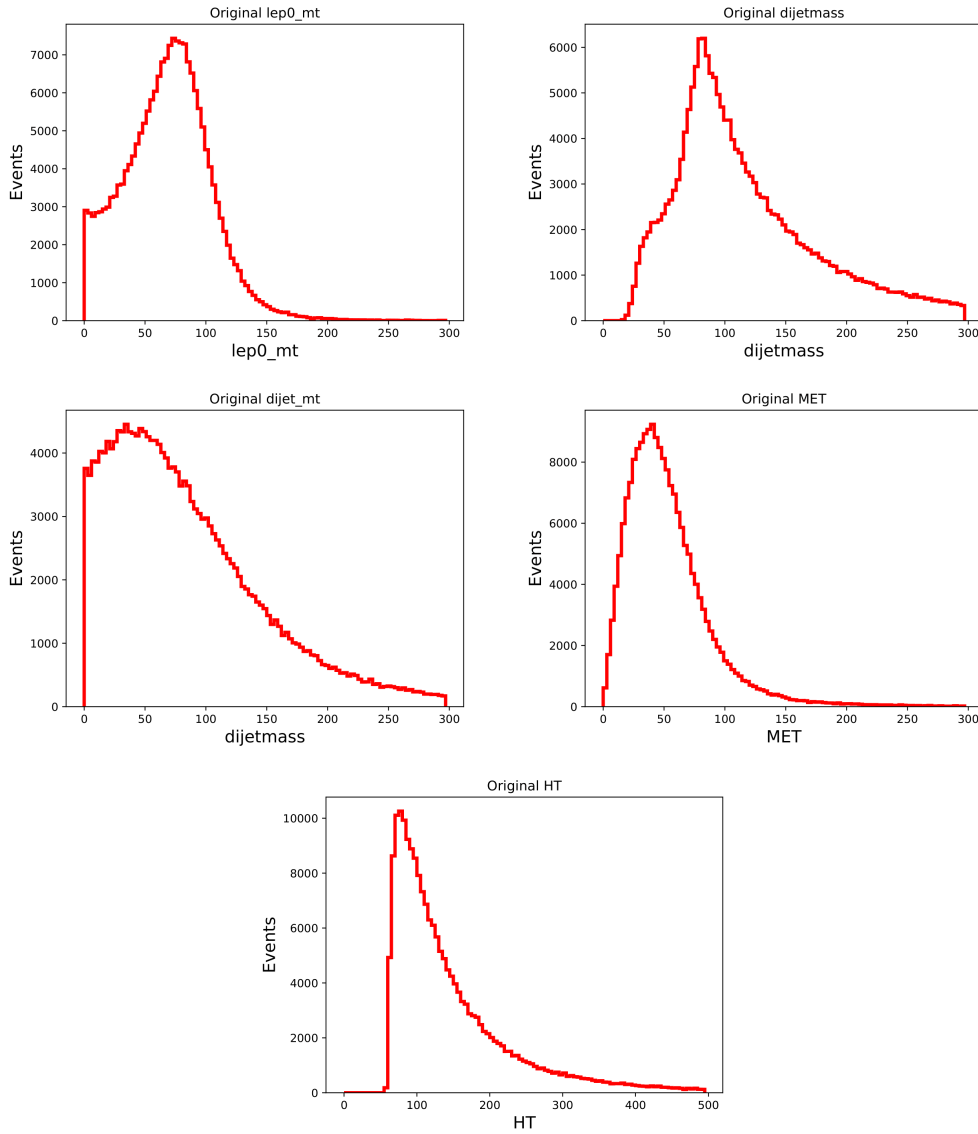 Original lep0_mt
Events
7000
6000
5000
4000
3000
2000
1000
0
0 50 100 150 200 250 300
lep0_mt
Original dijetmass
Events
6000
5000
4000
3000
2000
1000
0
0 50 100 150 200 250 300
dijetmass
Original dijet_mt
Events
4000
3000
2000
1000
0
0 50 100 150 200 250 300
dijetmass
Original MET
Events
8000
6000
4000
2000
0
0 50 100 150 200 250 300
MET
Original HT
Events
10000
8000
6000
4000
2000
0
0 100 200 300 400 500
HT